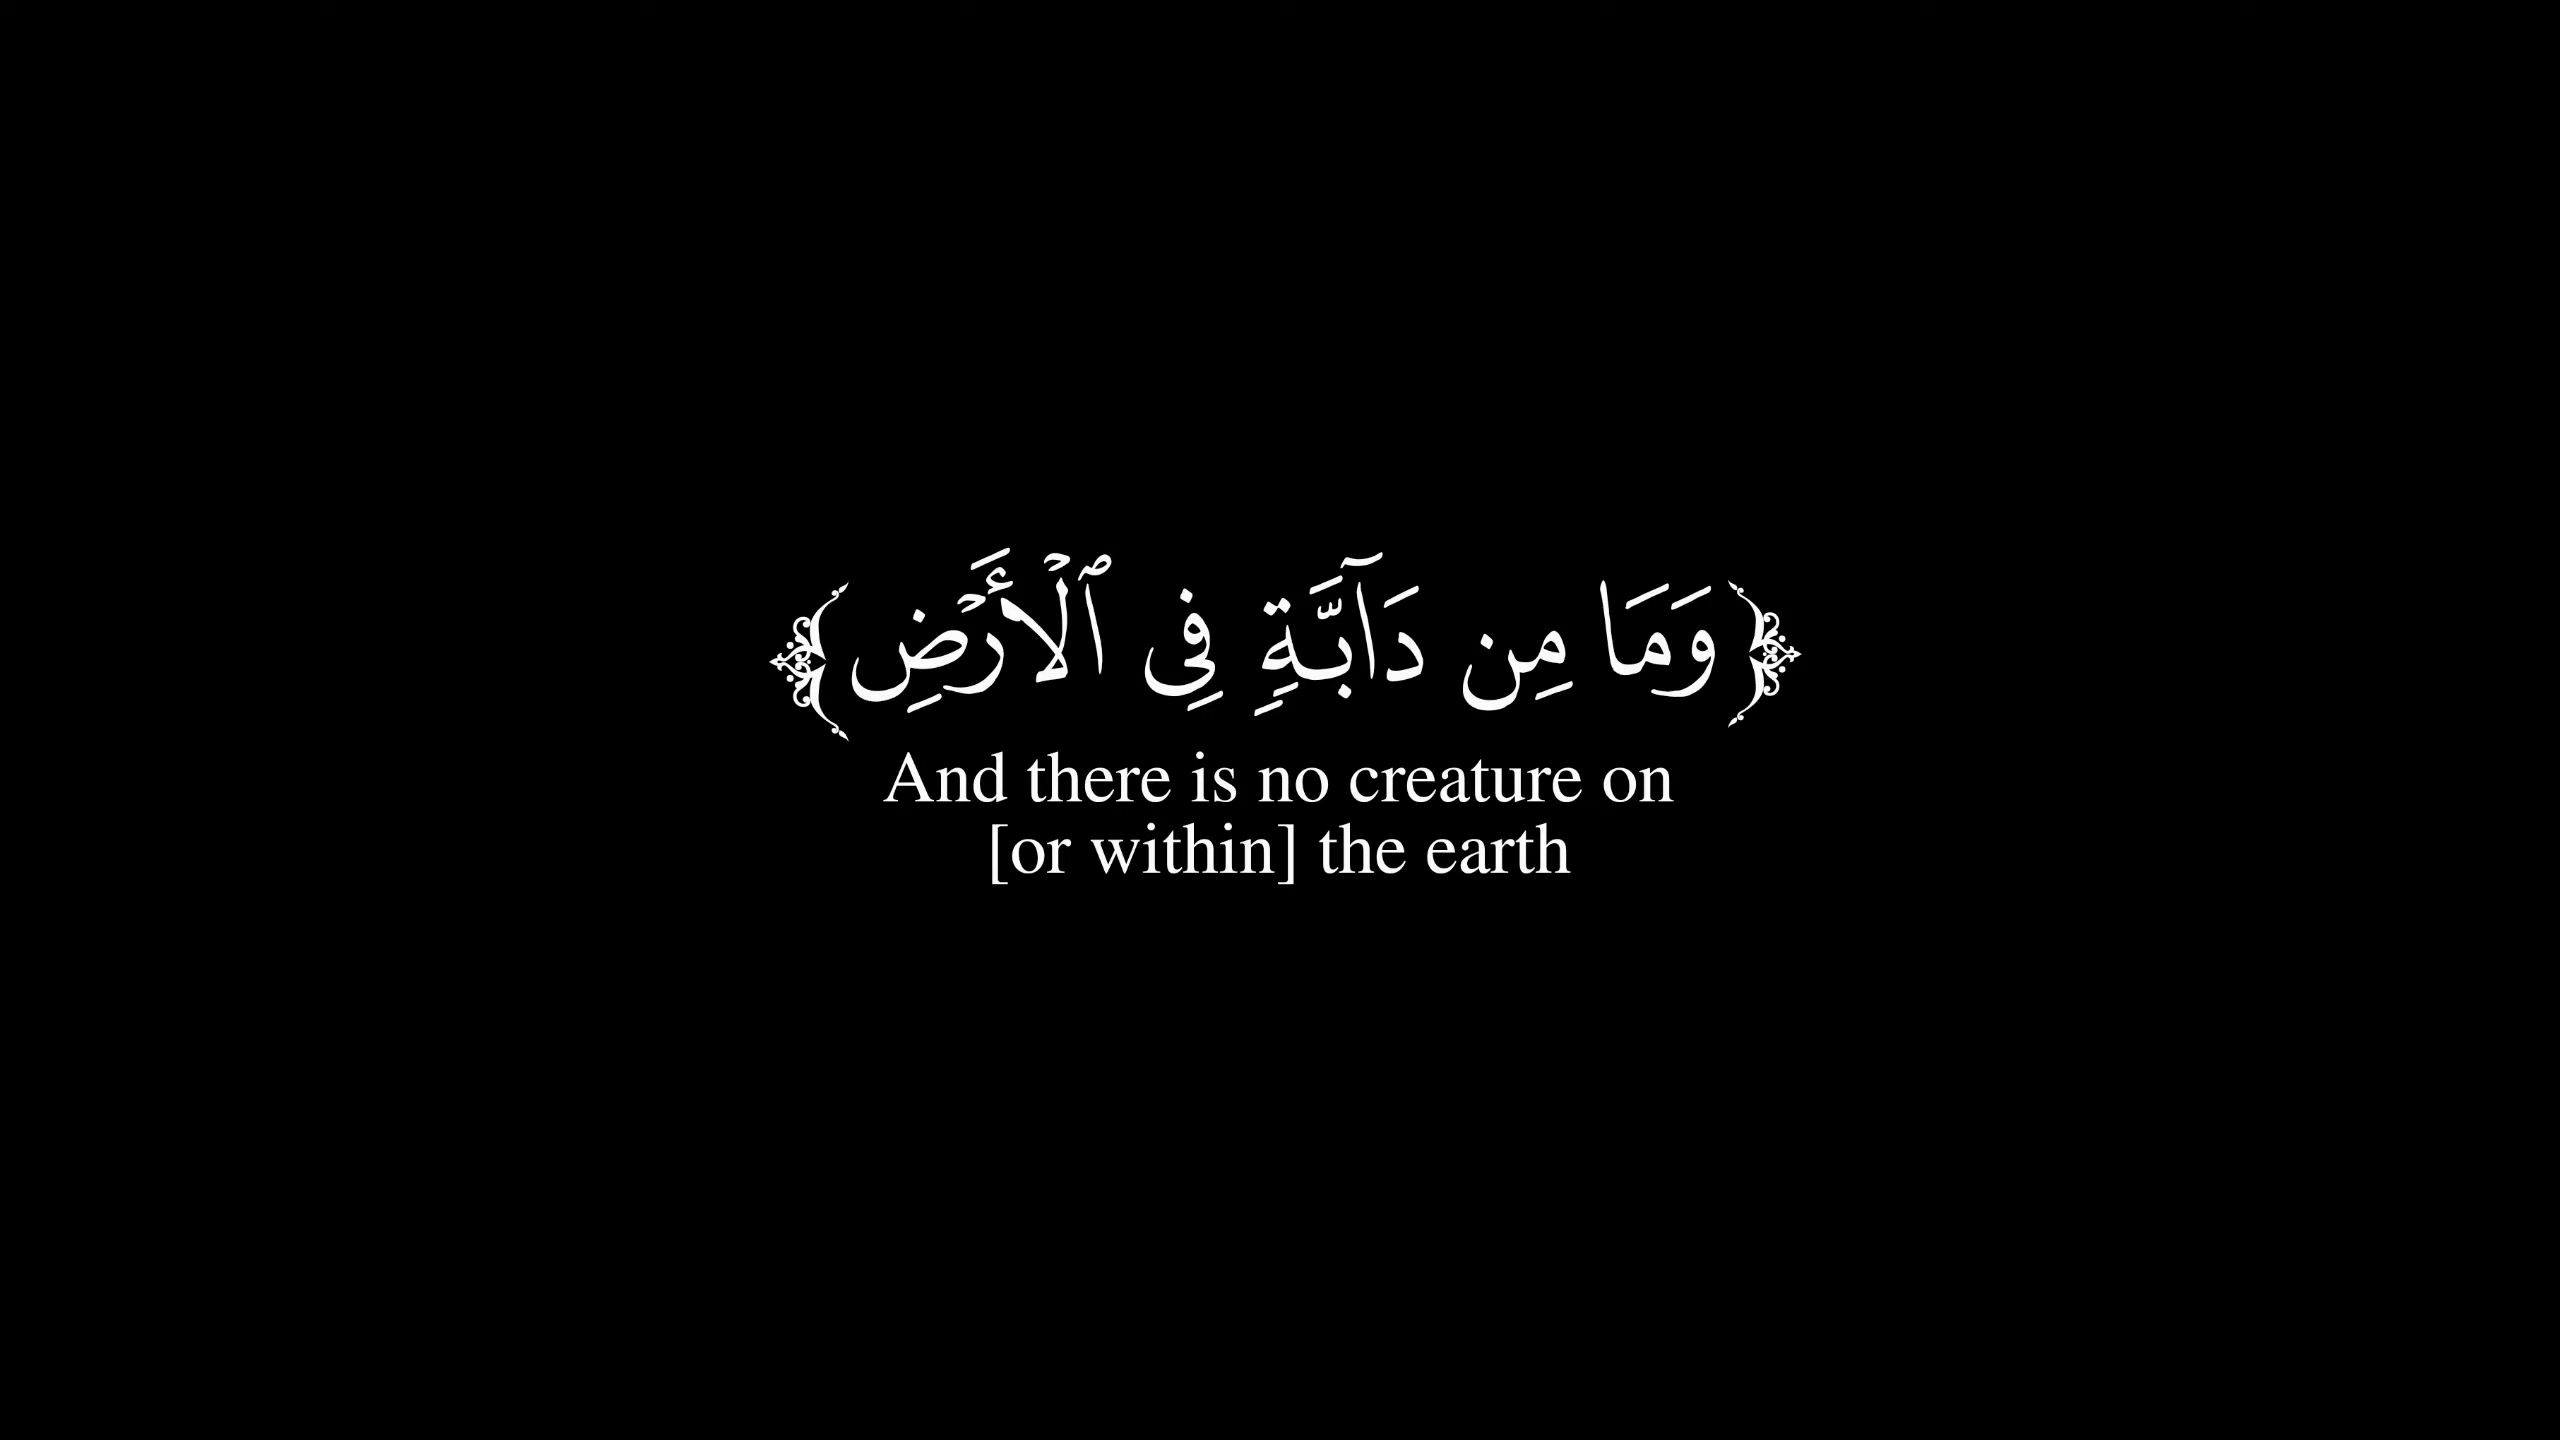 ﴿وَمَا مِن دَآبَّةٍ فِى ٱلْأَرْضِ﴾
And there is no creature on
[or within] the earth